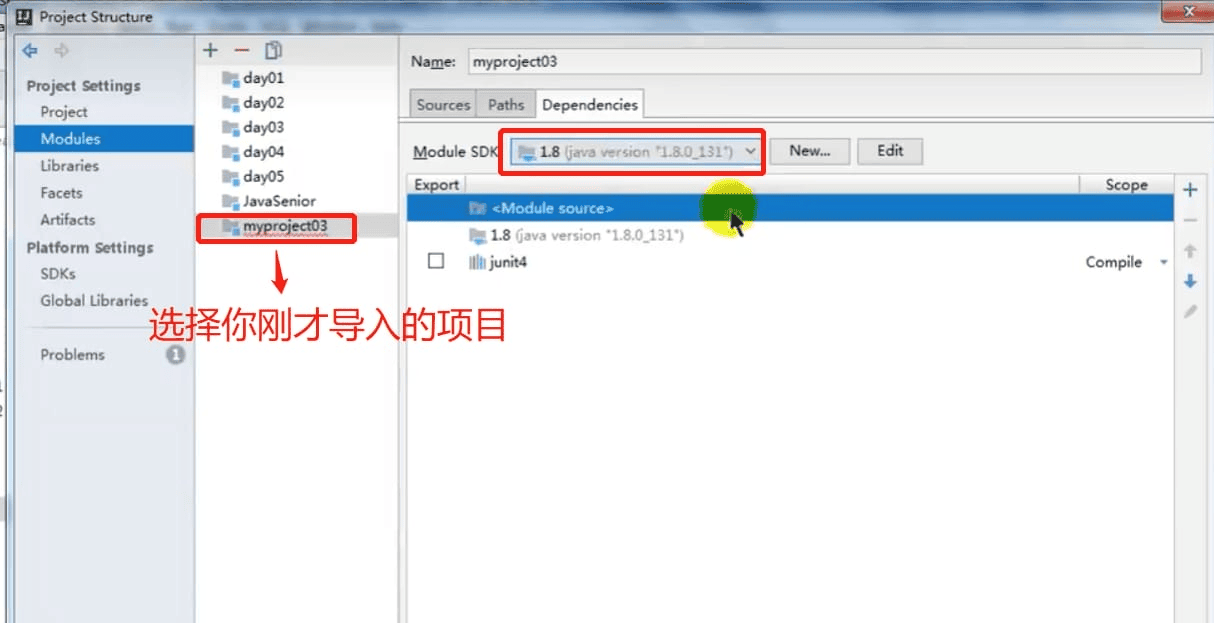 Project Structure
Project Settings
Project
Modules
Libraries
Facets
Artifacts
Platform Settings
SDKs
Global Libraries
Problems 1
day01
day02
day03
day04
day05
JavaSenior
myproject03
选择你刚才导入的项目
Name: myproject03
Sources Paths Dependencies
Module SDK 1.8 (java version "1.8.0_131") New... Edit
Export Scope
<Module source>
1.8 (java version "1.8.0_131")
junit4 Compile